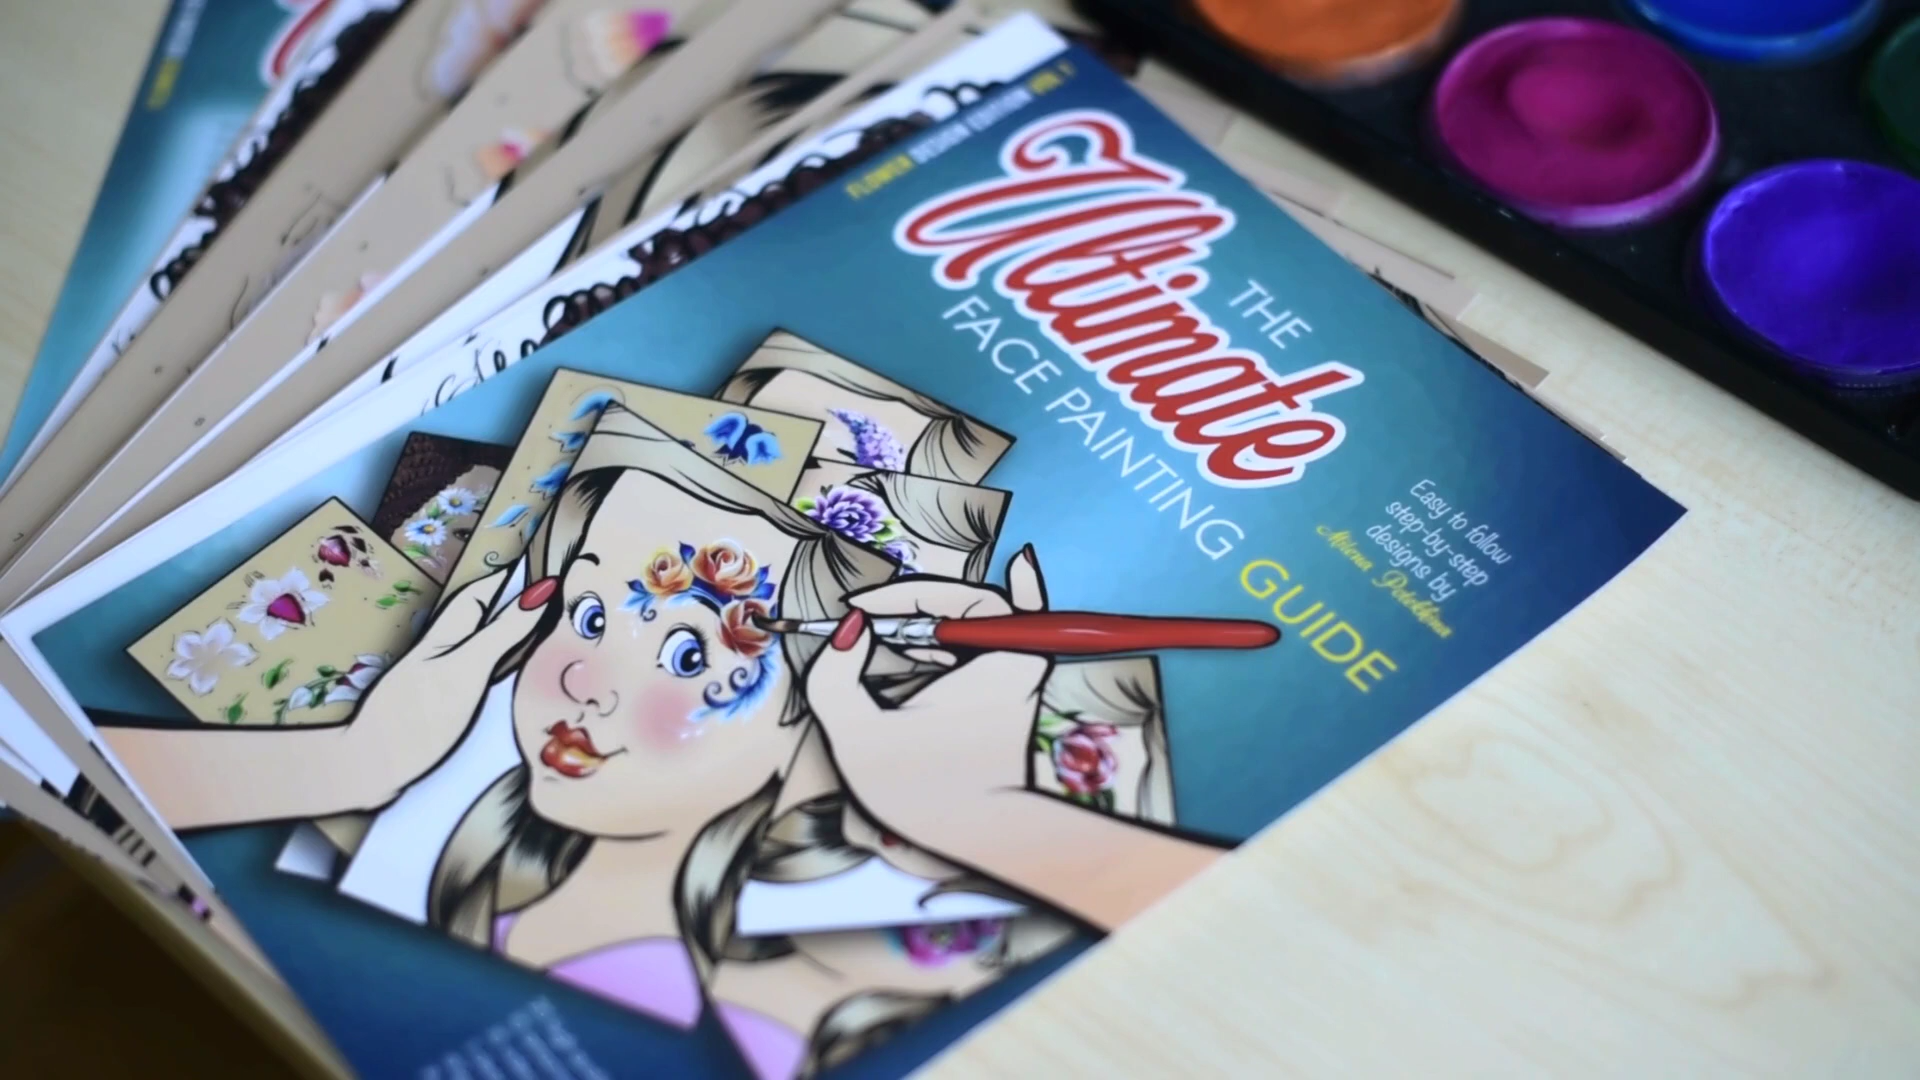 FLOWER DESIGN EDITION VOL 1
THE
Ultimate
FACE PAINTING GUIDE
Easy to follow
step-by-step
designs by
Milena Potekhina